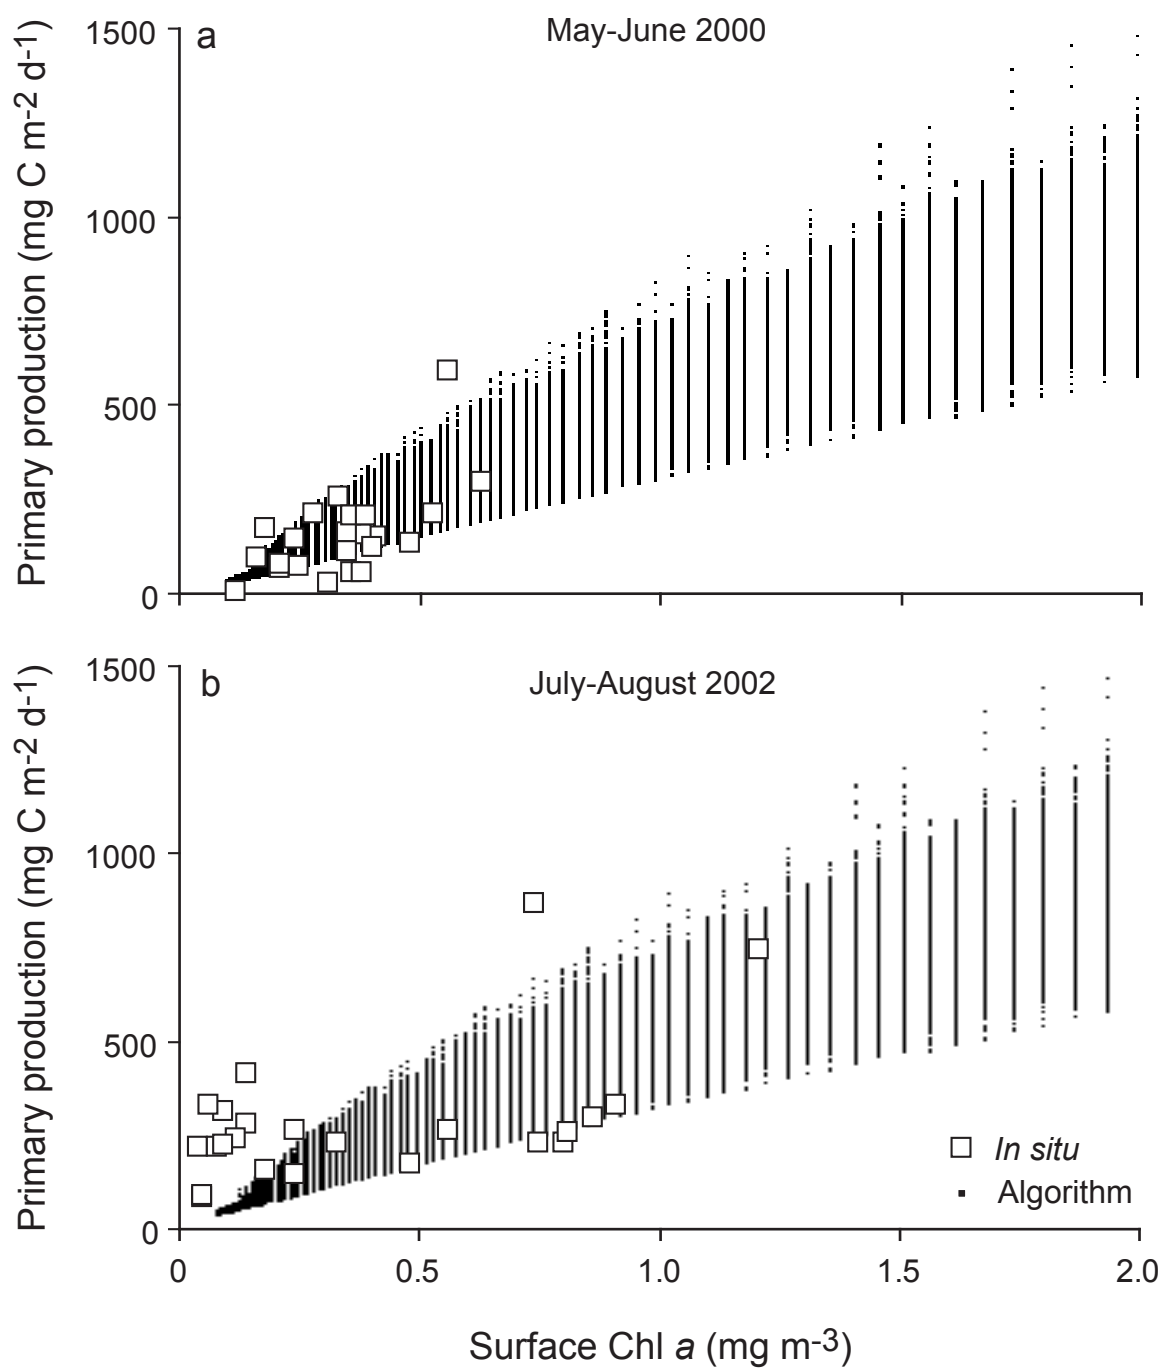 a
May-June 2000
1500
1000
500
0
Primary production (mg C m-2 d-1)
b
July-August 2002
1500
1000
500
0
Primary production (mg C m-2 d-1)
In situ
Algorithm
0
0.5
1.0
1.5
2.0
Surface Chl a (mg m-3)